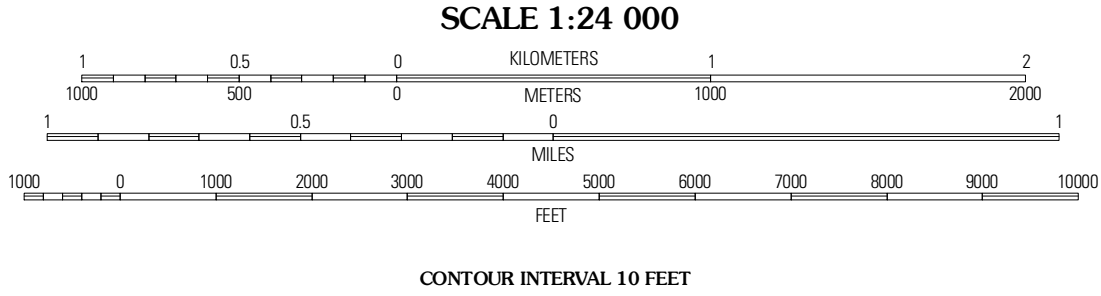 SCALE 1:24 000
1 0.5 0 KILOMETERS 1 2
1000 500 0 METERS 1000 2000
1 0.5 0 1
MILES
1000 0 1000 2000 3000 4000 5000 6000 7000 8000 9000 10000
FEET
CONTOUR INTERVAL 10 FEET